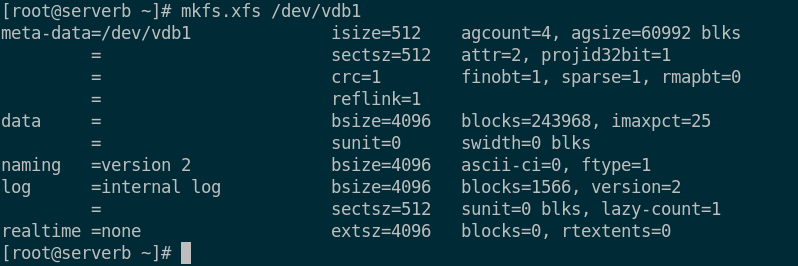 [root@serverb ~]# mkfs.xfs /dev/vdb1
meta-data=/dev/vdb1              isize=512    agcount=4, agsize=60992 blks
         =                       sectsz=512   attr=2, projid32bit=1
         =                       crc=1        finobt=1, sparse=1, rmapbt=0
         =                       reflink=1
data     =                       bsize=4096   blocks=243968, imaxpct=25
         =                       sunit=0      swidth=0 blks
naming   =version 2              bsize=4096   ascii-ci=0, ftype=1
log      =internal log           bsize=4096   blocks=1566, version=2
         =                       sectsz=512   sunit=0 blks, lazy-count=1
realtime =none                   extsz=4096   blocks=0, rtextents=0
[root@serverb ~]#